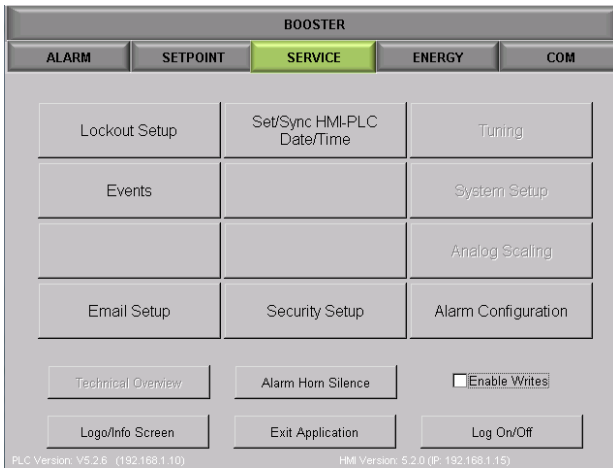 BOOSTER
ALARM SETPOINT SERVICE ENERGY COM
Lockout Setup
Set/Sync HMI-PLC
Date/Time
Tuning
Events
System Setup
Analog Scaling
Email Setup
Security Setup
Alarm Configuration
Technical Overview
Alarm Horn Silence
Enable Writes
Logo/Info Screen
Exit Application
Log On/Off
PLC Version: V5.2.6 (192.168.1.10)
HMI Version: 5.2.0 (IP: 192.168.1.15)